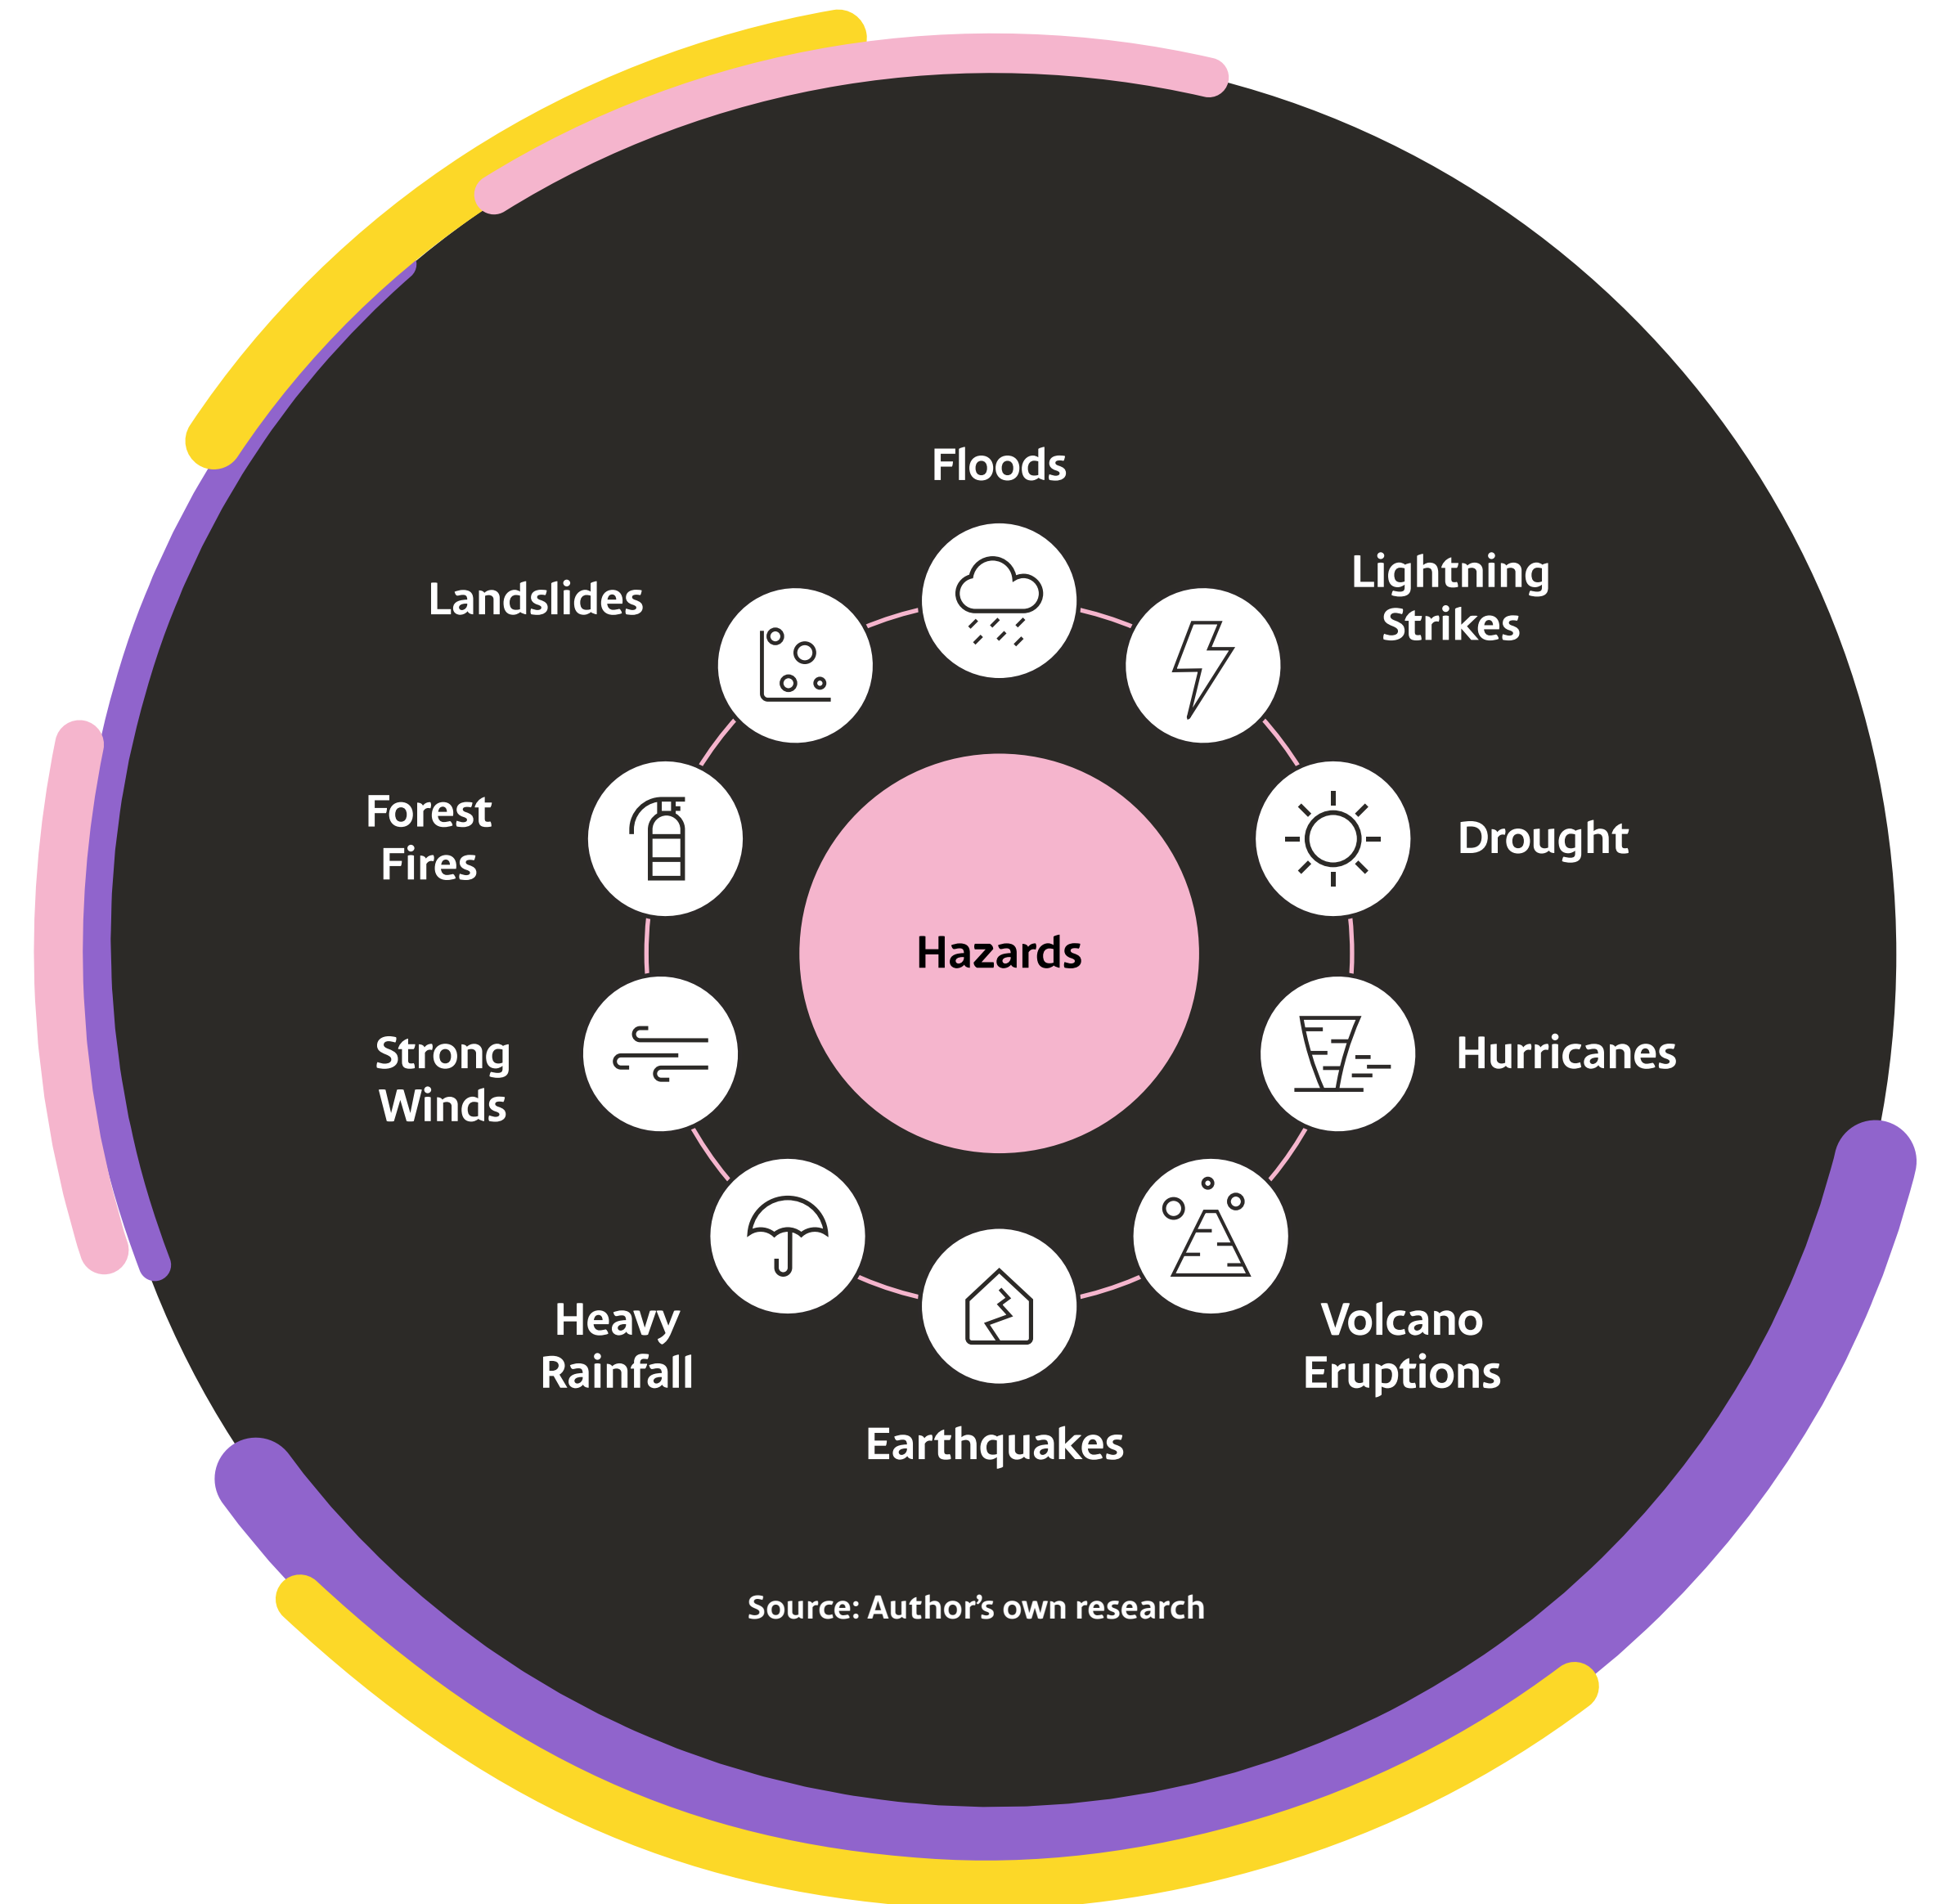 Floods
Lightning
Strikes
Landslides
Forest
Fires
Drought
Hazards
Strong
Winds
Hurricanes
Heavy
Rainfall
Volcano
Eruptions
Earthquakes
Source: Author’s own research